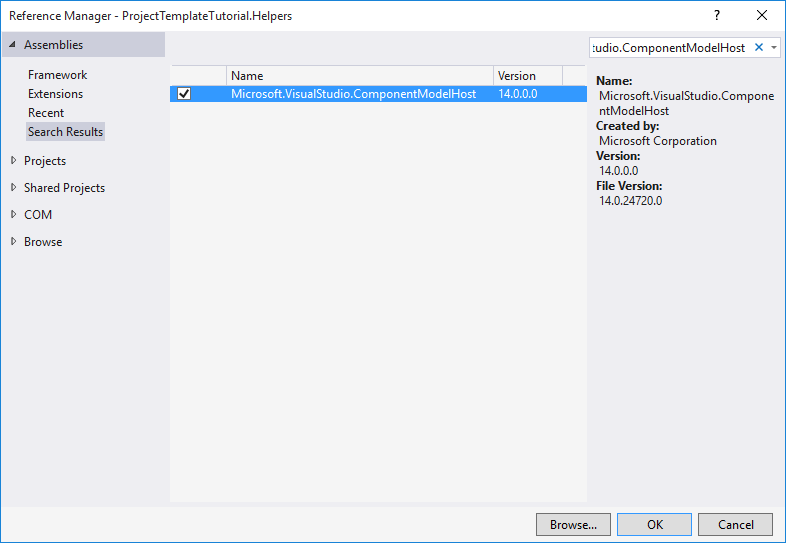 Reference Manager - ProjectTemplateTutorial.Helpers
?
Assemblies
Framework
Extensions
Recent
Search Results
Projects
Shared Projects
COM
Browse
Name Version
Microsoft.VisualStudio.ComponentModelHost 14.0.0.0
tudio.ComponentModelHost
Name:
Microsoft.VisualStudio.Compone
ntModelHost
Created by:
Microsoft Corporation
Version:
14.0.0.0
File Version:
14.0.24720.0
Browse... OK Cancel